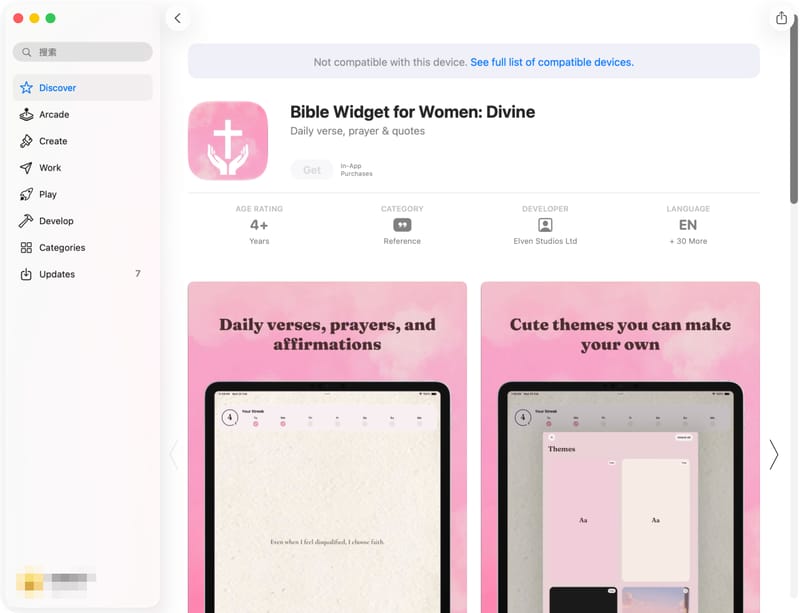 搜索
Discover
Arcade
Create
Work
Play
Develop
Categories
Updates 7
Not compatible with this device. See full list of compatible devices.
Bible Widget for Women: Divine
Daily verse, prayer & quotes
Get
In-App
Purchases
AGE RATING
4+
Years
CATEGORY
Reference
DEVELOPER
Elven Studios Ltd
LANGUAGE
EN
+ 30 More
Daily verses, prayers, and
affirmations
4
Your Streak
Even when I feel disqualified, I choose faith.
Cute themes you can make
your own
4
Your Streak
Themes
Aa
Aa